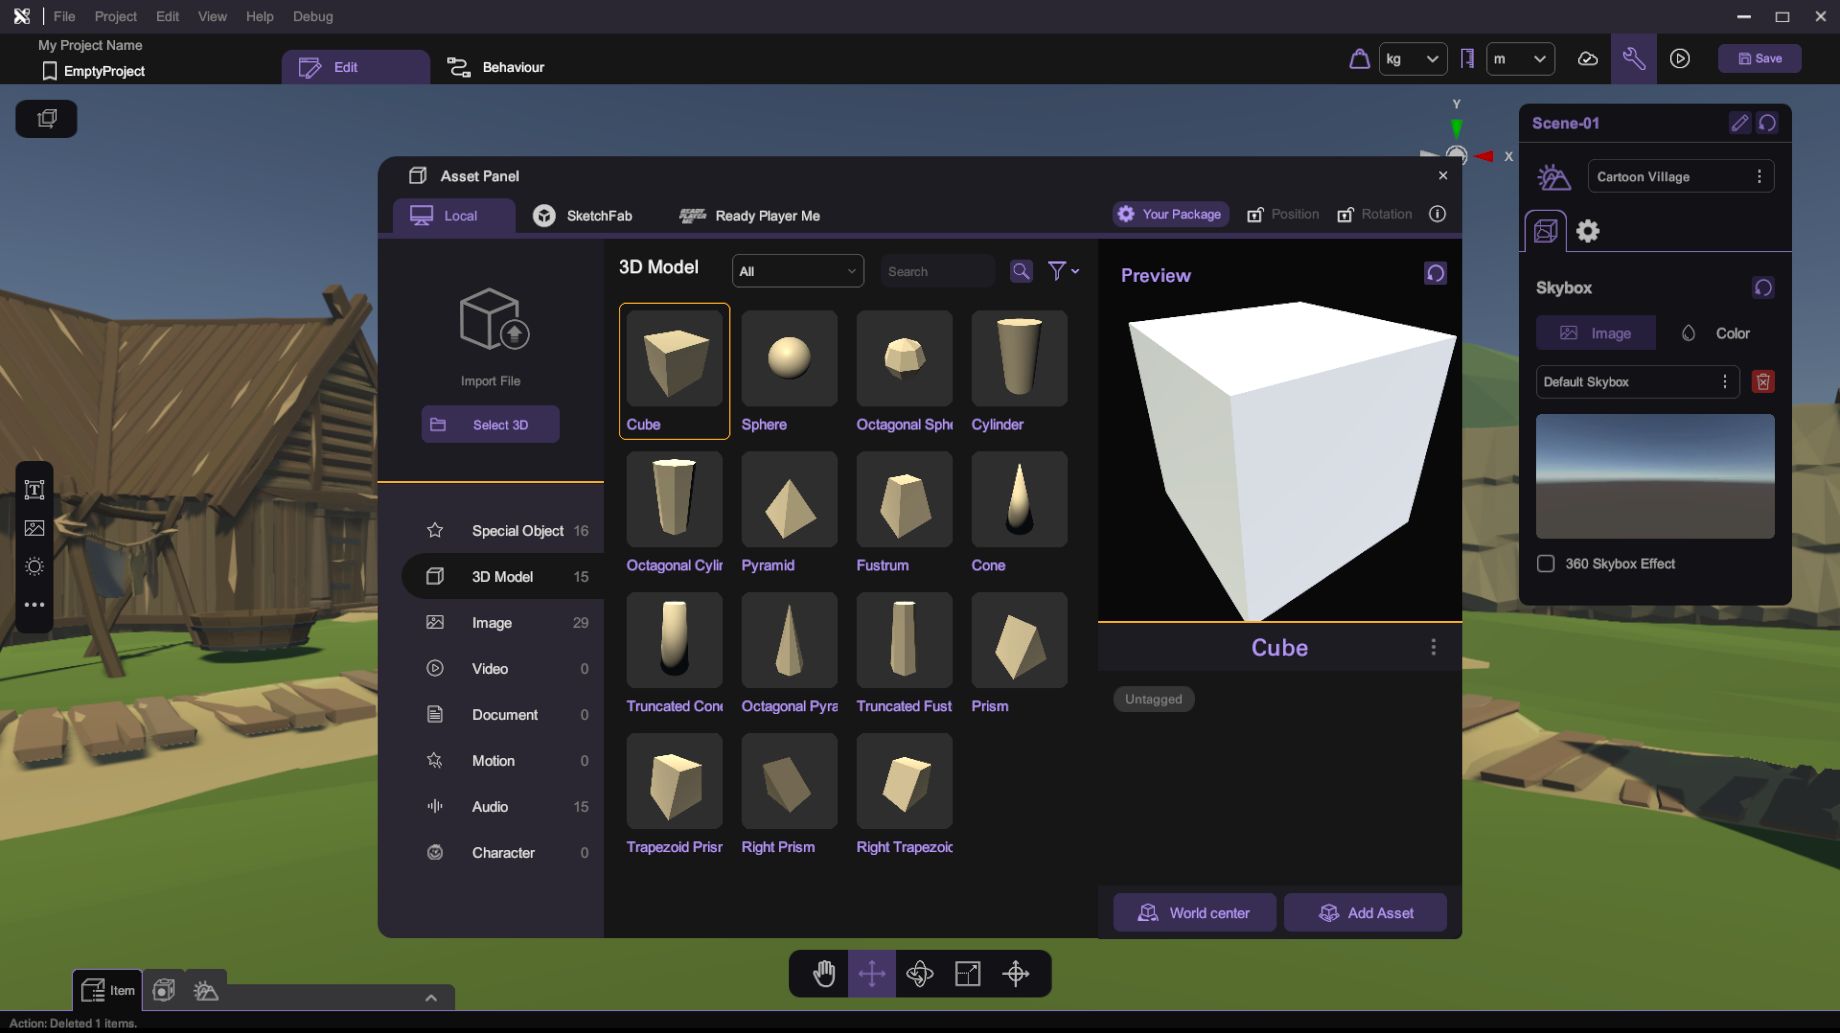 File Project Edit View Help Debug
My Project Name
EmptyProject
Edit
Behaviour
kg
m
Save
Y
X
Scene-01
Cartoon Village
Asset Panel
Local
SketchFab
READY PLAYER ME
Ready Player Me
Your Package
Position
Rotation
3D Model
All
Search
Preview
Skybox
Image
Color
Default Skybox
360 Skybox Effect
Import File
Select 3D
Cube
Sphere
Octagonal Sphe
Cylinder
Special Object 16
3D Model 15
Image 29
Video 0
Document 0
Motion 0
Audio 15
Character 0
Octagonal Cylin
Pyramid
Fustrum
Cone
Truncated Cone
Octagonal Pyra
Truncated Fust
Prism
Trapezoid Prisr
Right Prism
Right Trapezoic
Cube
Untagged
World center
Add Asset
T
Item
Action: Deleted 1 items.